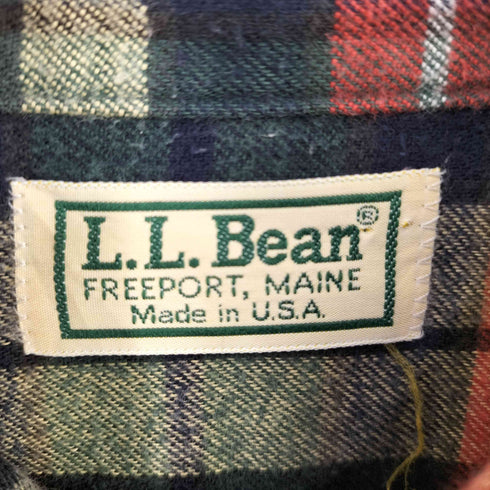 L.L.Bean®
FREEPORT, MAINE
Made in U.S.A.